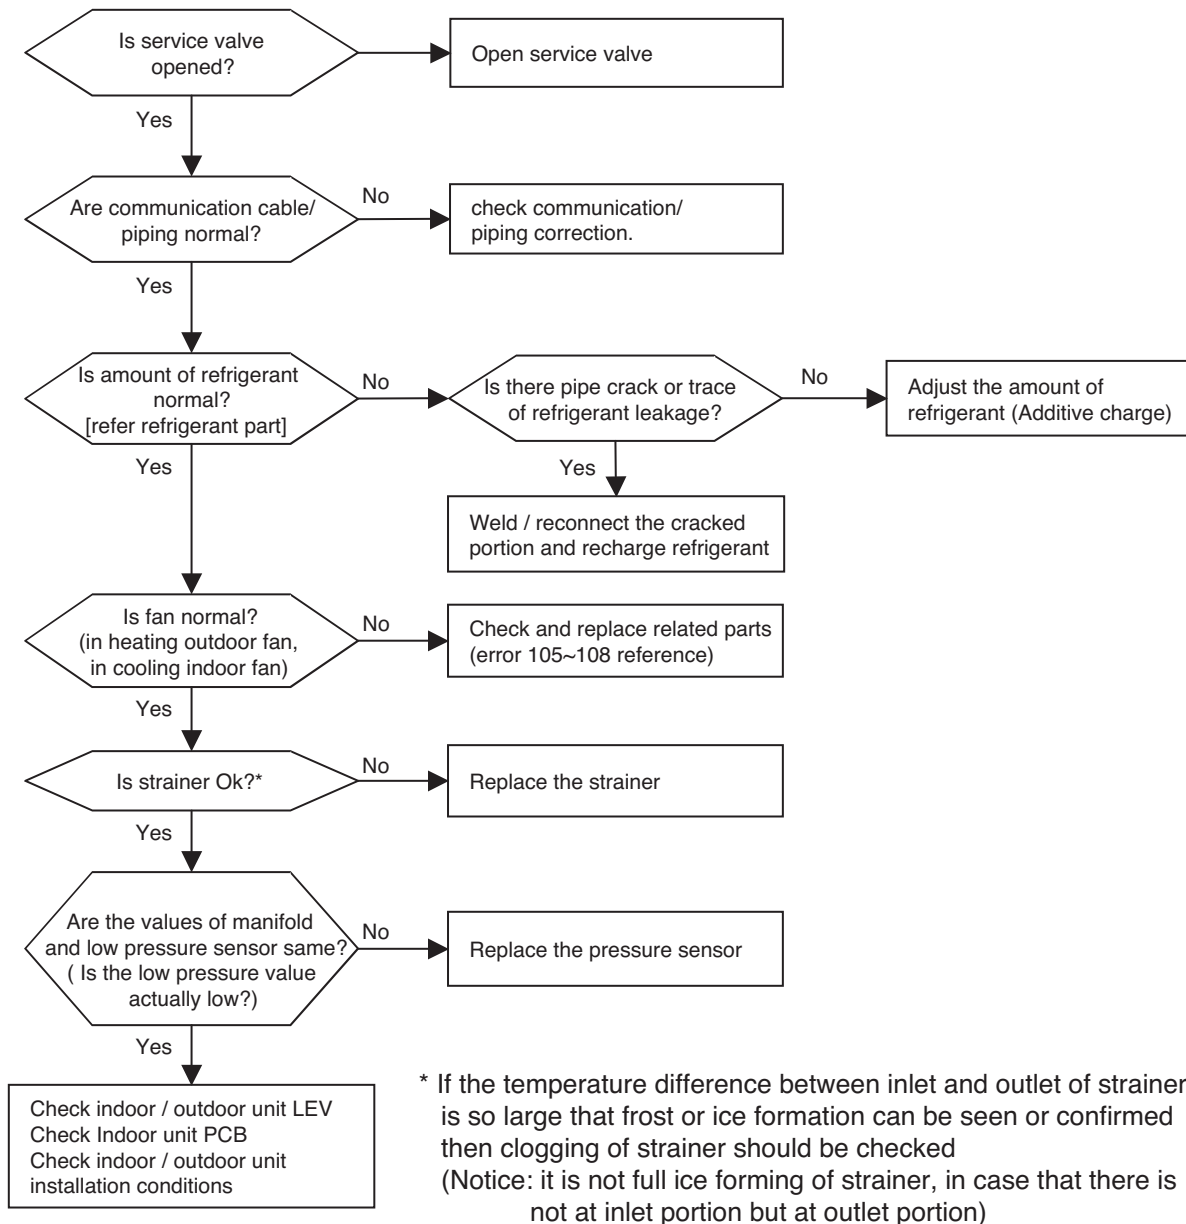 Is service valve
opened?
Open service valve
Yes
Are communication cable/
piping normal?
No
check communication/
piping correction.
Yes
Is amount of refrigerant
normal?
[refer refrigerant part]
No
Is there pipe crack or trace
of refrigerant leakage?
No
Adjust the amount of
refrigerant (Additive charge)
Yes
Yes
Weld / reconnect the cracked
portion and recharge refrigerant
Is fan normal?
(in heating outdoor fan,
in cooling indoor fan)
No
Check and replace related parts
(error 105~108 reference)
Yes
Is strainer Ok?*
No
Replace the strainer
Yes
Are the values of manifold
and low pressure sensor same?
( Is the low pressure value
actually low?)
No
Replace the pressure sensor
Yes
Check indoor / outdoor unit LEV
Check Indoor unit PCB
Check indoor / outdoor unit
installation conditions
* If the temperature difference between inlet and outlet of strainer
is so large that frost or ice formation can be seen or confirmed
then clogging of strainer should be checked
(Notice: it is not full ice forming of strainer, in case that there is
not at inlet portion but at outlet portion)